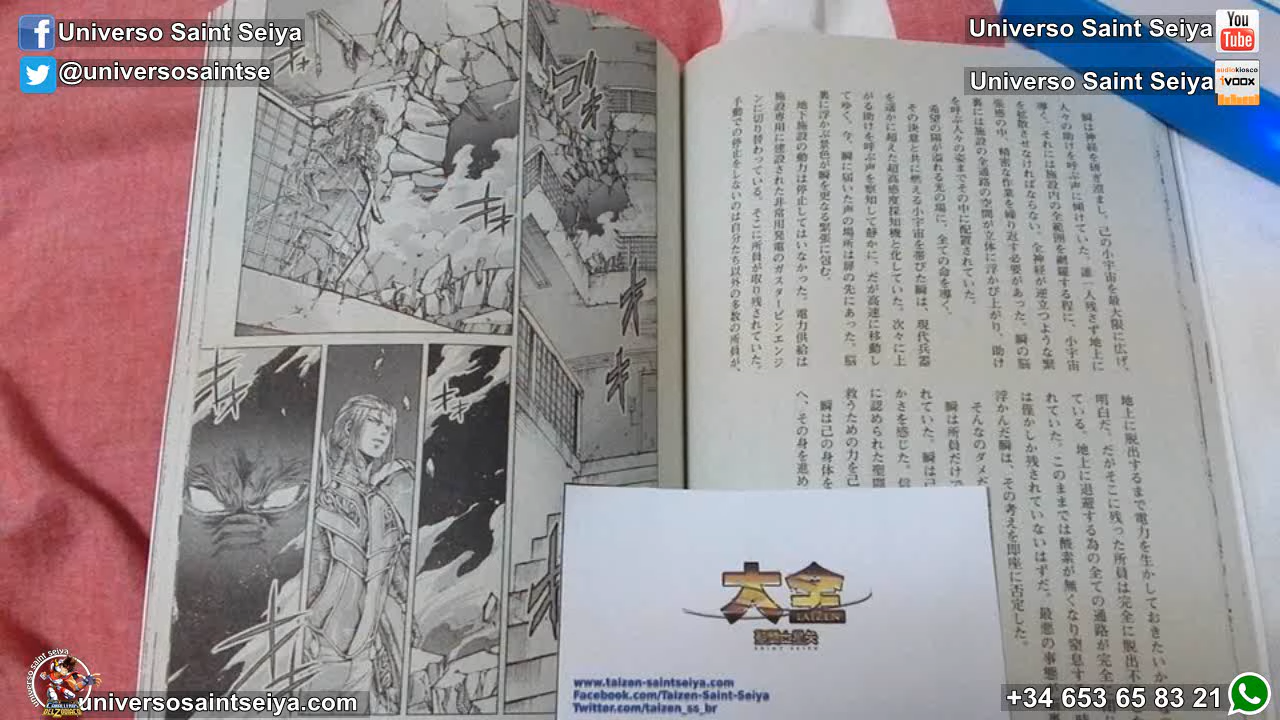 Universo Saint Seiya
@universosaintse
Universo Saint Seiya
You
Tube
Universo Saint Seiya
audiokiosco
iVOOX
瞬は神経を研ぎ澄まし、己の小宇宙を最大限に広げ、
人々の助けを呼ぶ声に傾けていた。誰一人残さず地上に
導く、それには施設内の全範囲を網羅する程に、小宇宙
を拡散させなければならない。全神経が逆立つような緊
張感の中、精密な作業を繰り返す必要があった。瞬の脳
裏には施設の全通路の空間が立体に浮かび上がり、助け
を呼ぶ人々の姿までその中に配置されていた。
希望の陽が溢れる光の場に、全ての命を導く、
その決意と共に燃える小宇宙を帯びた瞬は、現代兵器
を遥かに超えた超高感度探知機と化していた。次々に上
がる助けを呼ぶ声を察知して静かに、だが高速に移動し
てゆく。今、瞬に届いた声の場所は扉の先にあった。脳
裏に浮かぶ景色が瞬を更なる緊張に包む。
地下施設の動力は停止してはいなかった。電力供給は
施設専用に建設された非常用発電のガスタービンエンジ
ンに切り替わっている。そこに所員が取り残されていた。
手動での停止をしないのは自分たち以外の多数の所員が、
地上に脱出するまで電力を生かしておきたいか
明白だ。だがそこに残った所員は完全に脱出
ている。地上に退避する為の全ての通路が完全
れていた。このままでは酸素が無くなり窒息す
は僅かしか残されていないはずだ。最悪の事態
浮かんだ瞬は、その考えを即座に否定した。
そんなのダメだ
瞬は所員だけで
れていた。瞬は己
かさを感じた。信
に認められた聖闘
救うための力を己
瞬は己の身体を
へ、その身を進め
大全
TAIZEN
聖闘士星矢
SAINT SEIYA
www.taizen-saintseiya.com
Facebook.com/Taizen-Saint-Seiya
Twitter.com/taizen_ss_br
universo saint seiya
universosaintseiya.com
+34 653 65 83 21